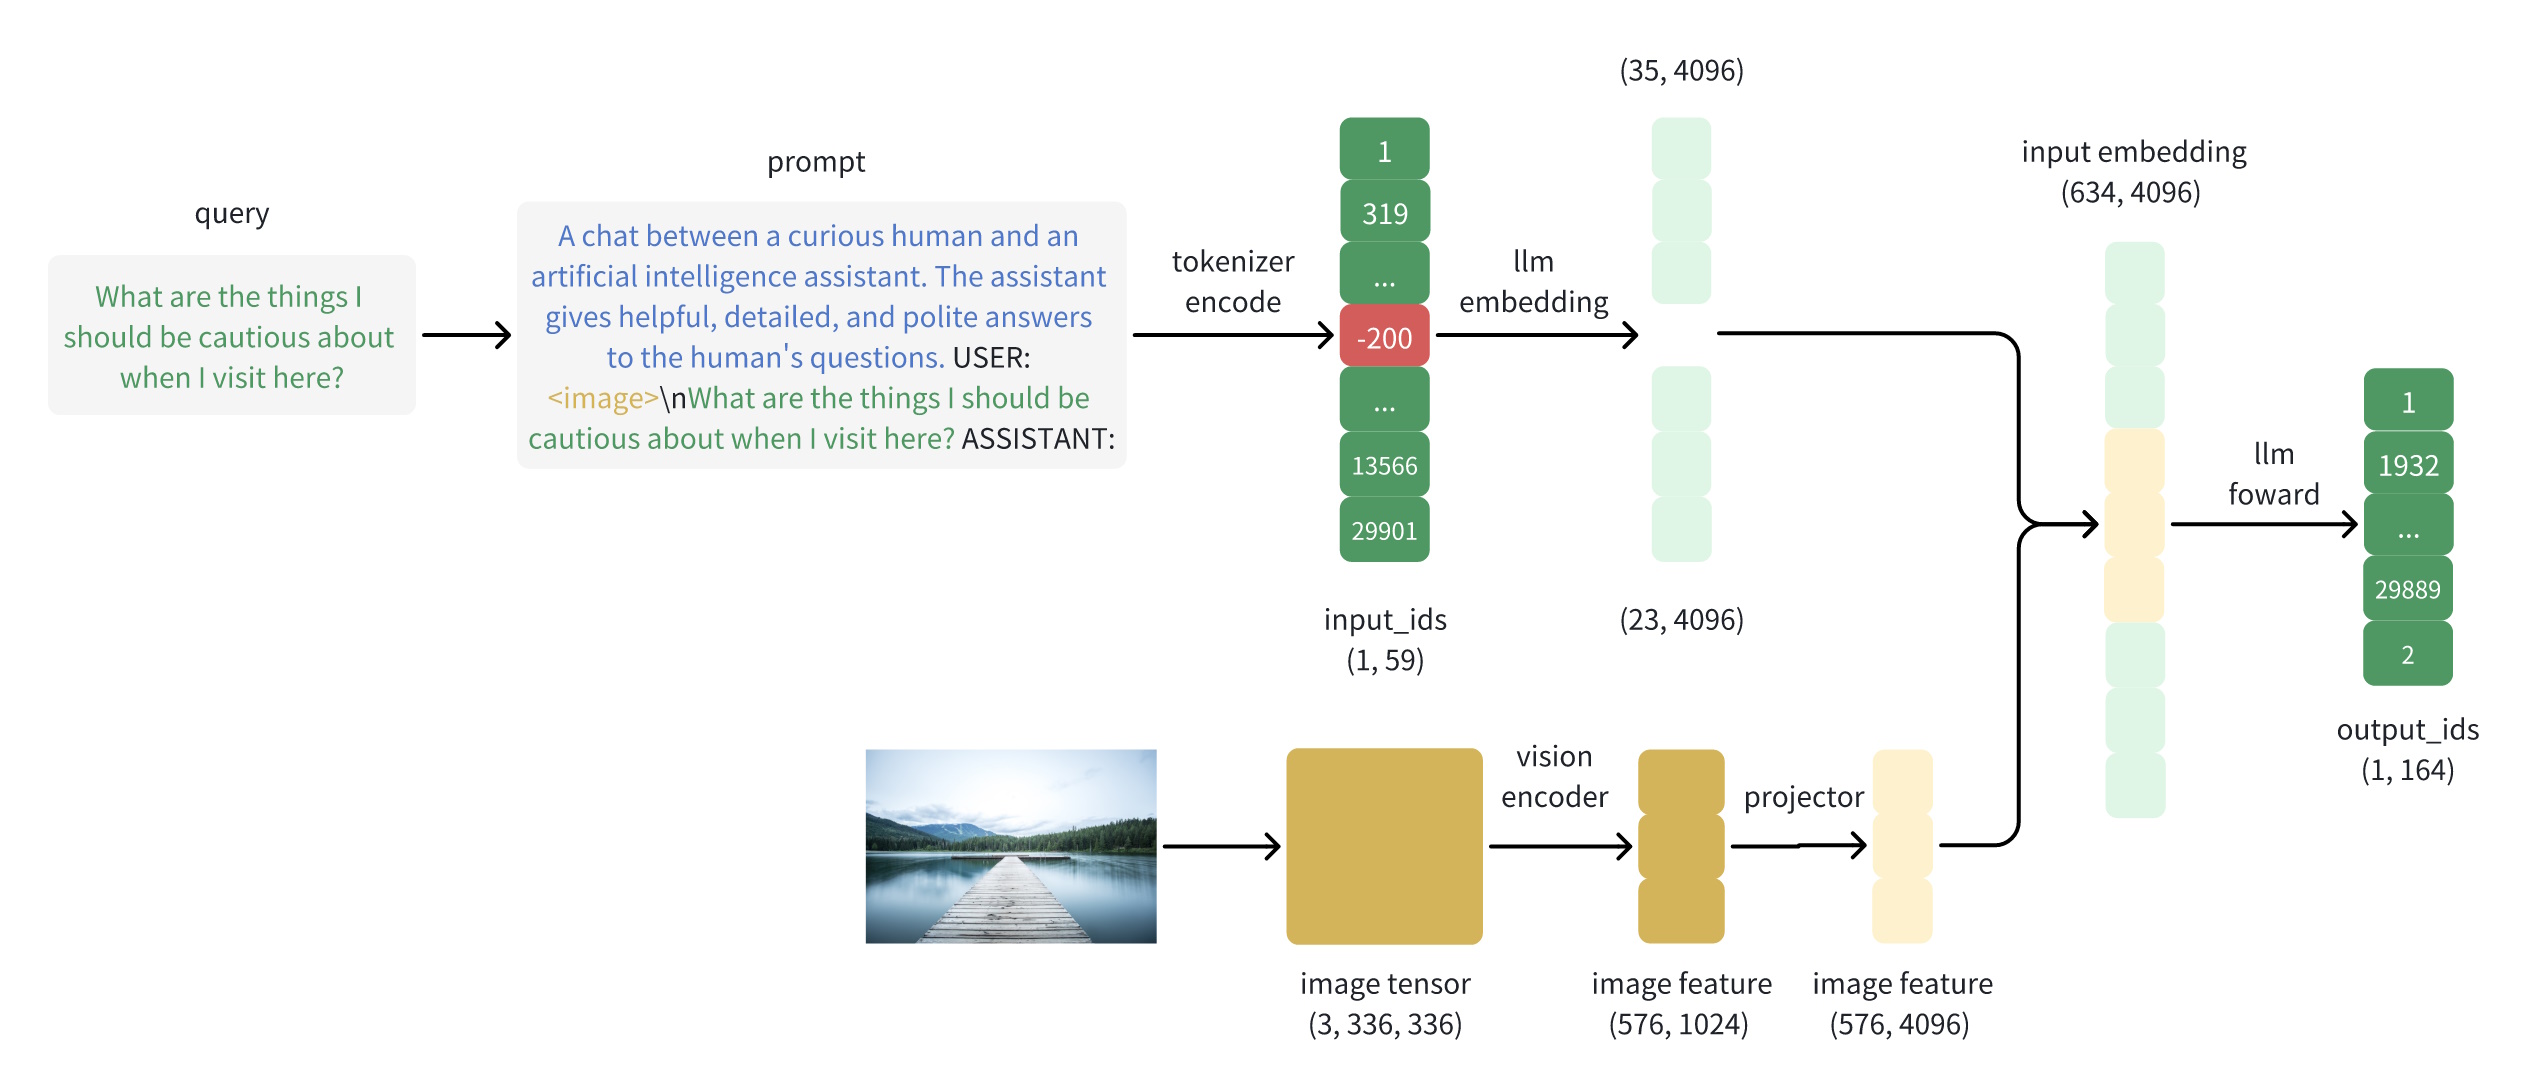 query
What are the things I
should be cautious about
when I visit here?
prompt
A chat between a curious human and an
artificial intelligence assistant. The assistant
gives helpful, detailed, and polite answers
to the human's questions. USER:
<image>\nWhat are the things I should be
cautious about when I visit here? ASSISTANT:
tokenizer
encode
1
319
...
-200
...
13566
29901
input_ids
(1, 59)
llm
embedding
(35, 4096)
(23, 4096)
image tensor
(3, 336, 336)
vision
encoder
image feature
(576, 1024)
projector
image feature
(576, 4096)
input embedding
(634, 4096)
llm
foward
1
1932
...
29889
2
output_ids
(1, 164)